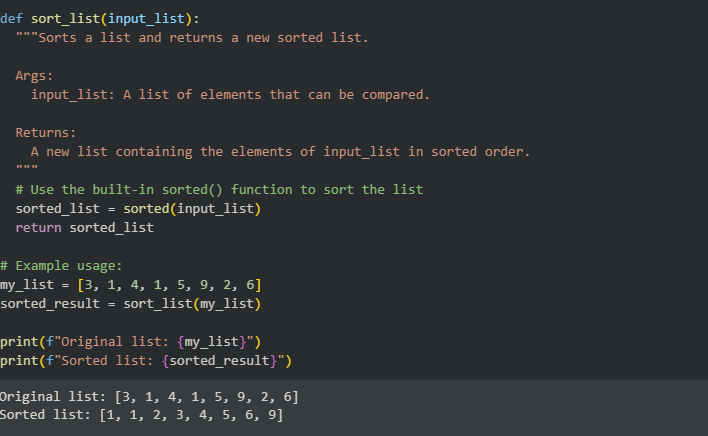 def sort_list(input_list):
  """Sorts a list and returns a new sorted list.

  Args:
    input_list: A list of elements that can be compared.

  Returns:
    A new list containing the elements of input_list in sorted order.
  """
  # Use the built-in sorted() function to sort the list
  sorted_list = sorted(input_list)
  return sorted_list

# Example usage:
my_list = [3, 1, 4, 1, 5, 9, 2, 6]
sorted_result = sort_list(my_list)

print(f"Original list: {my_list}")
print(f"Sorted list: {sorted_result}")

Original list: [3, 1, 4, 1, 5, 9, 2, 6]
Sorted list: [1, 1, 2, 3, 4, 5, 6, 9]